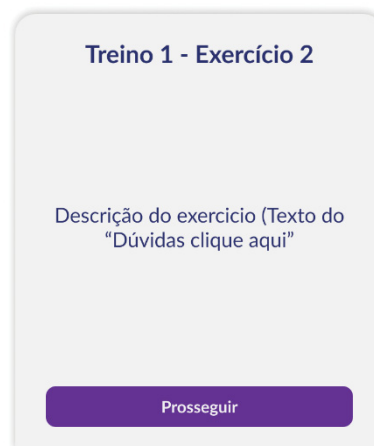 Treino 1 - Exercício 2
Descrição do exercicio (Texto do
“Dúvidas clique aqui”
Prosseguir